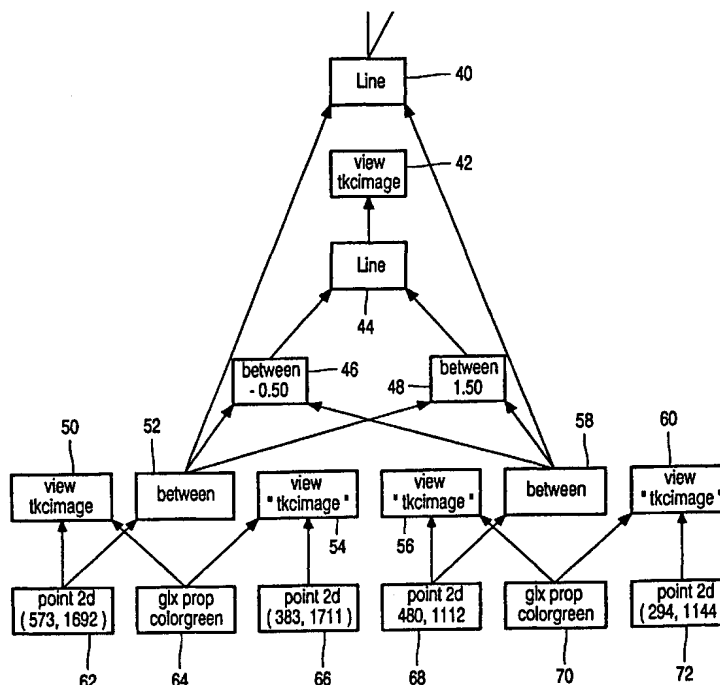 Line
40
view
tkcimage
42
Line
44
between
- 0.50
46
48
between
1.50
50
52
58
60
view
tkcimage
between
view
"tkcimage"
54
view
"tkcimage"
56
between
view
"tkcimage"
point 2d
(573, 1692)
glx prop
colorgreen
point 2d
(383, 1711)
point 2d
480, 1112
glx prop
colorgreen
point 2d
(294, 1144
62
64
66
68
70
72